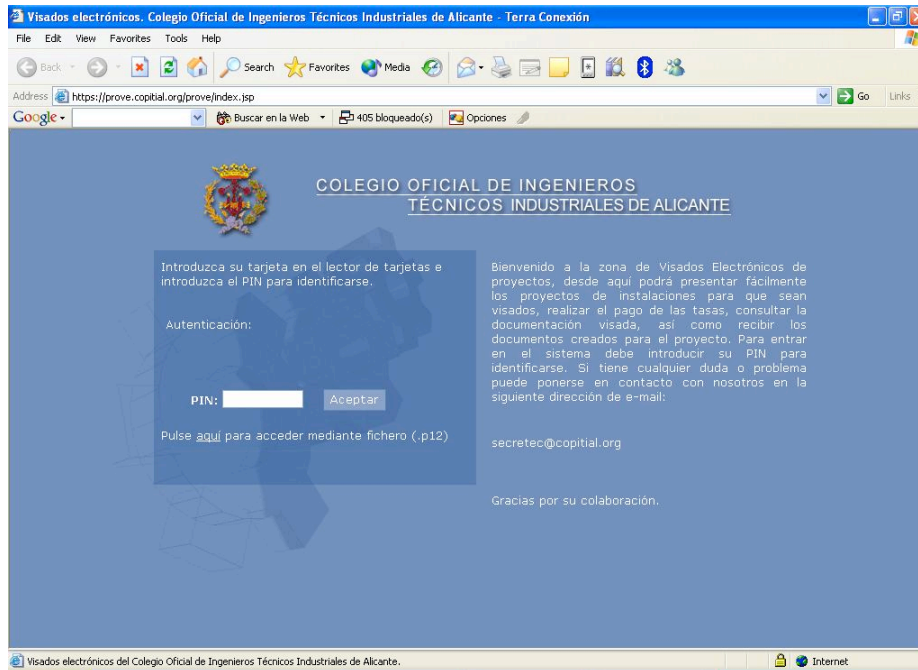 Visados electrónicos. Colegio Oficial de Ingenieros Técnicos Industriales de Alicante - Terra Conexión
File Edit View Favorites Tools Help
Back Search Favorites Media
Address https://prove.copitial.org/prove/index.jsp Go Links
Google Buscar en la Web 405 bloqueado(s) Opciones
COLEGIO OFICIAL DE INGENIEROS
TÉCNICOS INDUSTRIALES DE ALICANTE
Introduzca su tarjeta en el lector de tarjetas e
introduzca el PIN para identificarse.
Autenticación:
PIN: Aceptar
Pulse aquí para acceder mediante fichero (.p12)
Bienvenido a la zona de Visados Electrónicos de
proyectos, desde aquí podrá presentar fácilmente
los proyectos de instalaciones para que sean
visados, realizar el pago de las tasas, consultar la
documentación visada, así como recibir los
documentos creados para el proyecto. Para entrar
en el sistema debe introducir su PIN para
identificarse. Si tiene cualquier duda o problema
puede ponerse en contacto con nosotros en la
siguiente dirección de e-mail:
secretec@copitial.org
Gracias por su colaboración.
Visados electrónicos del Colegio Oficial de Ingenieros Técnicos Industriales de Alicante. Internet